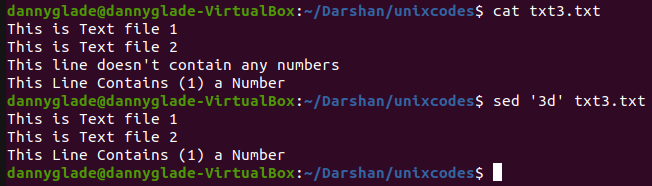 dannyglade@dannyglade-VirtualBox:~/Darshan/unixcodes$ cat txt3.txt
This is Text file 1
This is Text file 2
This line doesn't contain any numbers
This Line Contains (1) a Number
dannyglade@dannyglade-VirtualBox:~/Darshan/unixcodes$ sed '3d' txt3.txt
This is Text file 1
This is Text file 2
This Line Contains (1) a Number
dannyglade@dannyglade-VirtualBox:~/Darshan/unixcodes$